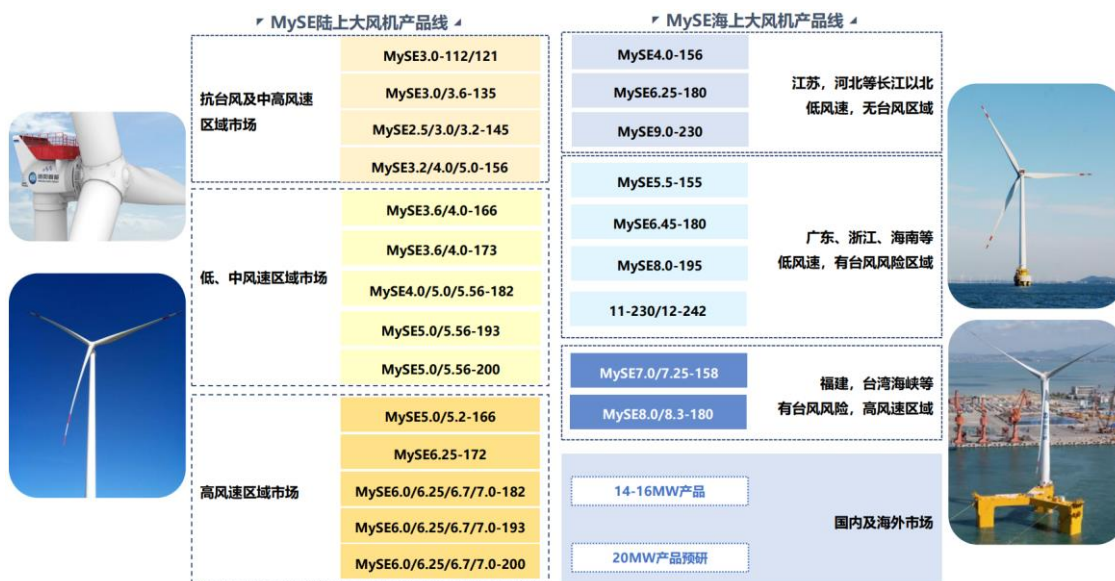 MySE陆上大风机产品线
抗台风及中高风速
区域市场
MySE3.0-112/121
MySE3.0/3.6-135
MySE2.5/3.0/3.2-145
MySE3.2/4.0/5.0-156
低、中风速区域市场
MySE3.6/4.0-166
MySE3.6/4.0-173
MySE4.0/5.0/5.56-182
MySE5.0/5.56-193
MySE5.0/5.56-200
高风速区域市场
MySE5.0/5.2-166
MySE6.25-172
MySE6.0/6.25/6.7/7.0-182
MySE6.0/6.25/6.7/7.0-193
MySE6.0/6.25/6.7/7.0-200
MySE海上大风机产品线
MySE4.0-156
MySE6.25-180
MySE9.0-230
江苏，河北等长江以北
低风速，无台风区域
MySE5.5-155
MySE6.45-180
MySE8.0-195
11-230/12-242
广东、浙江、海南等
低风速，有台风风险区域
MySE7.0/7.25-158
MySE8.0/8.3-180
福建，台湾海峡等
有台风风险，高风速区域
14-16MW产品
20MW产品预研
国内及海外市场